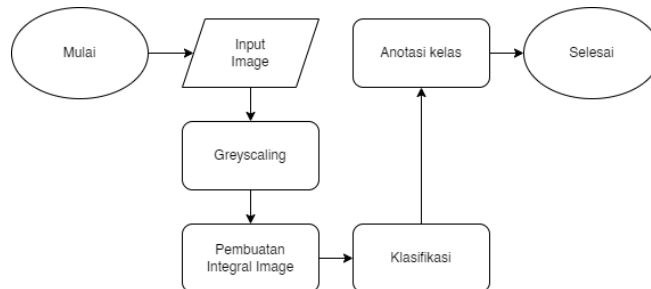 Mulai
Input
Image
Greyscaling
Pembuatan
Integral Image
Klasifikasi
Anotasi kelas
Selesai